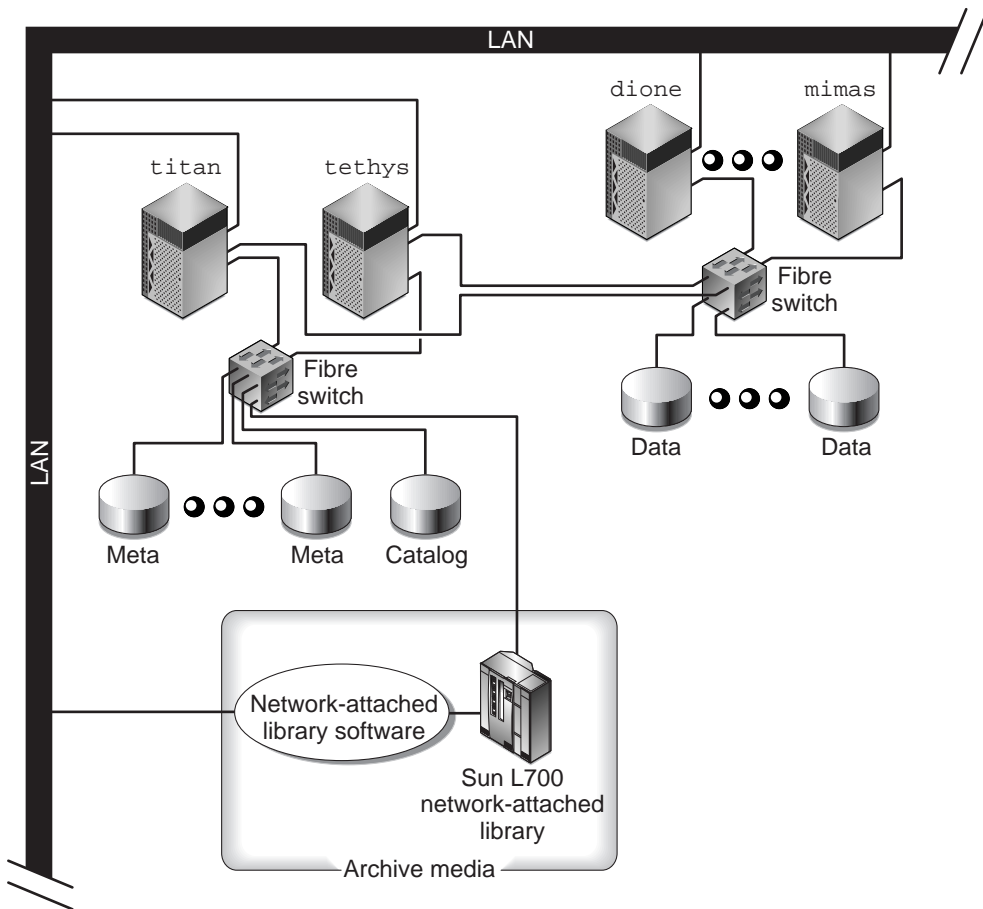 LAN
dione
mimas
titan
tethys
Fibre
switch
Fibre
switch
Data
Data
LAN
Meta
Meta
Catalog
Network-attached
library software
Sun L700
network-attached
library
Archive media